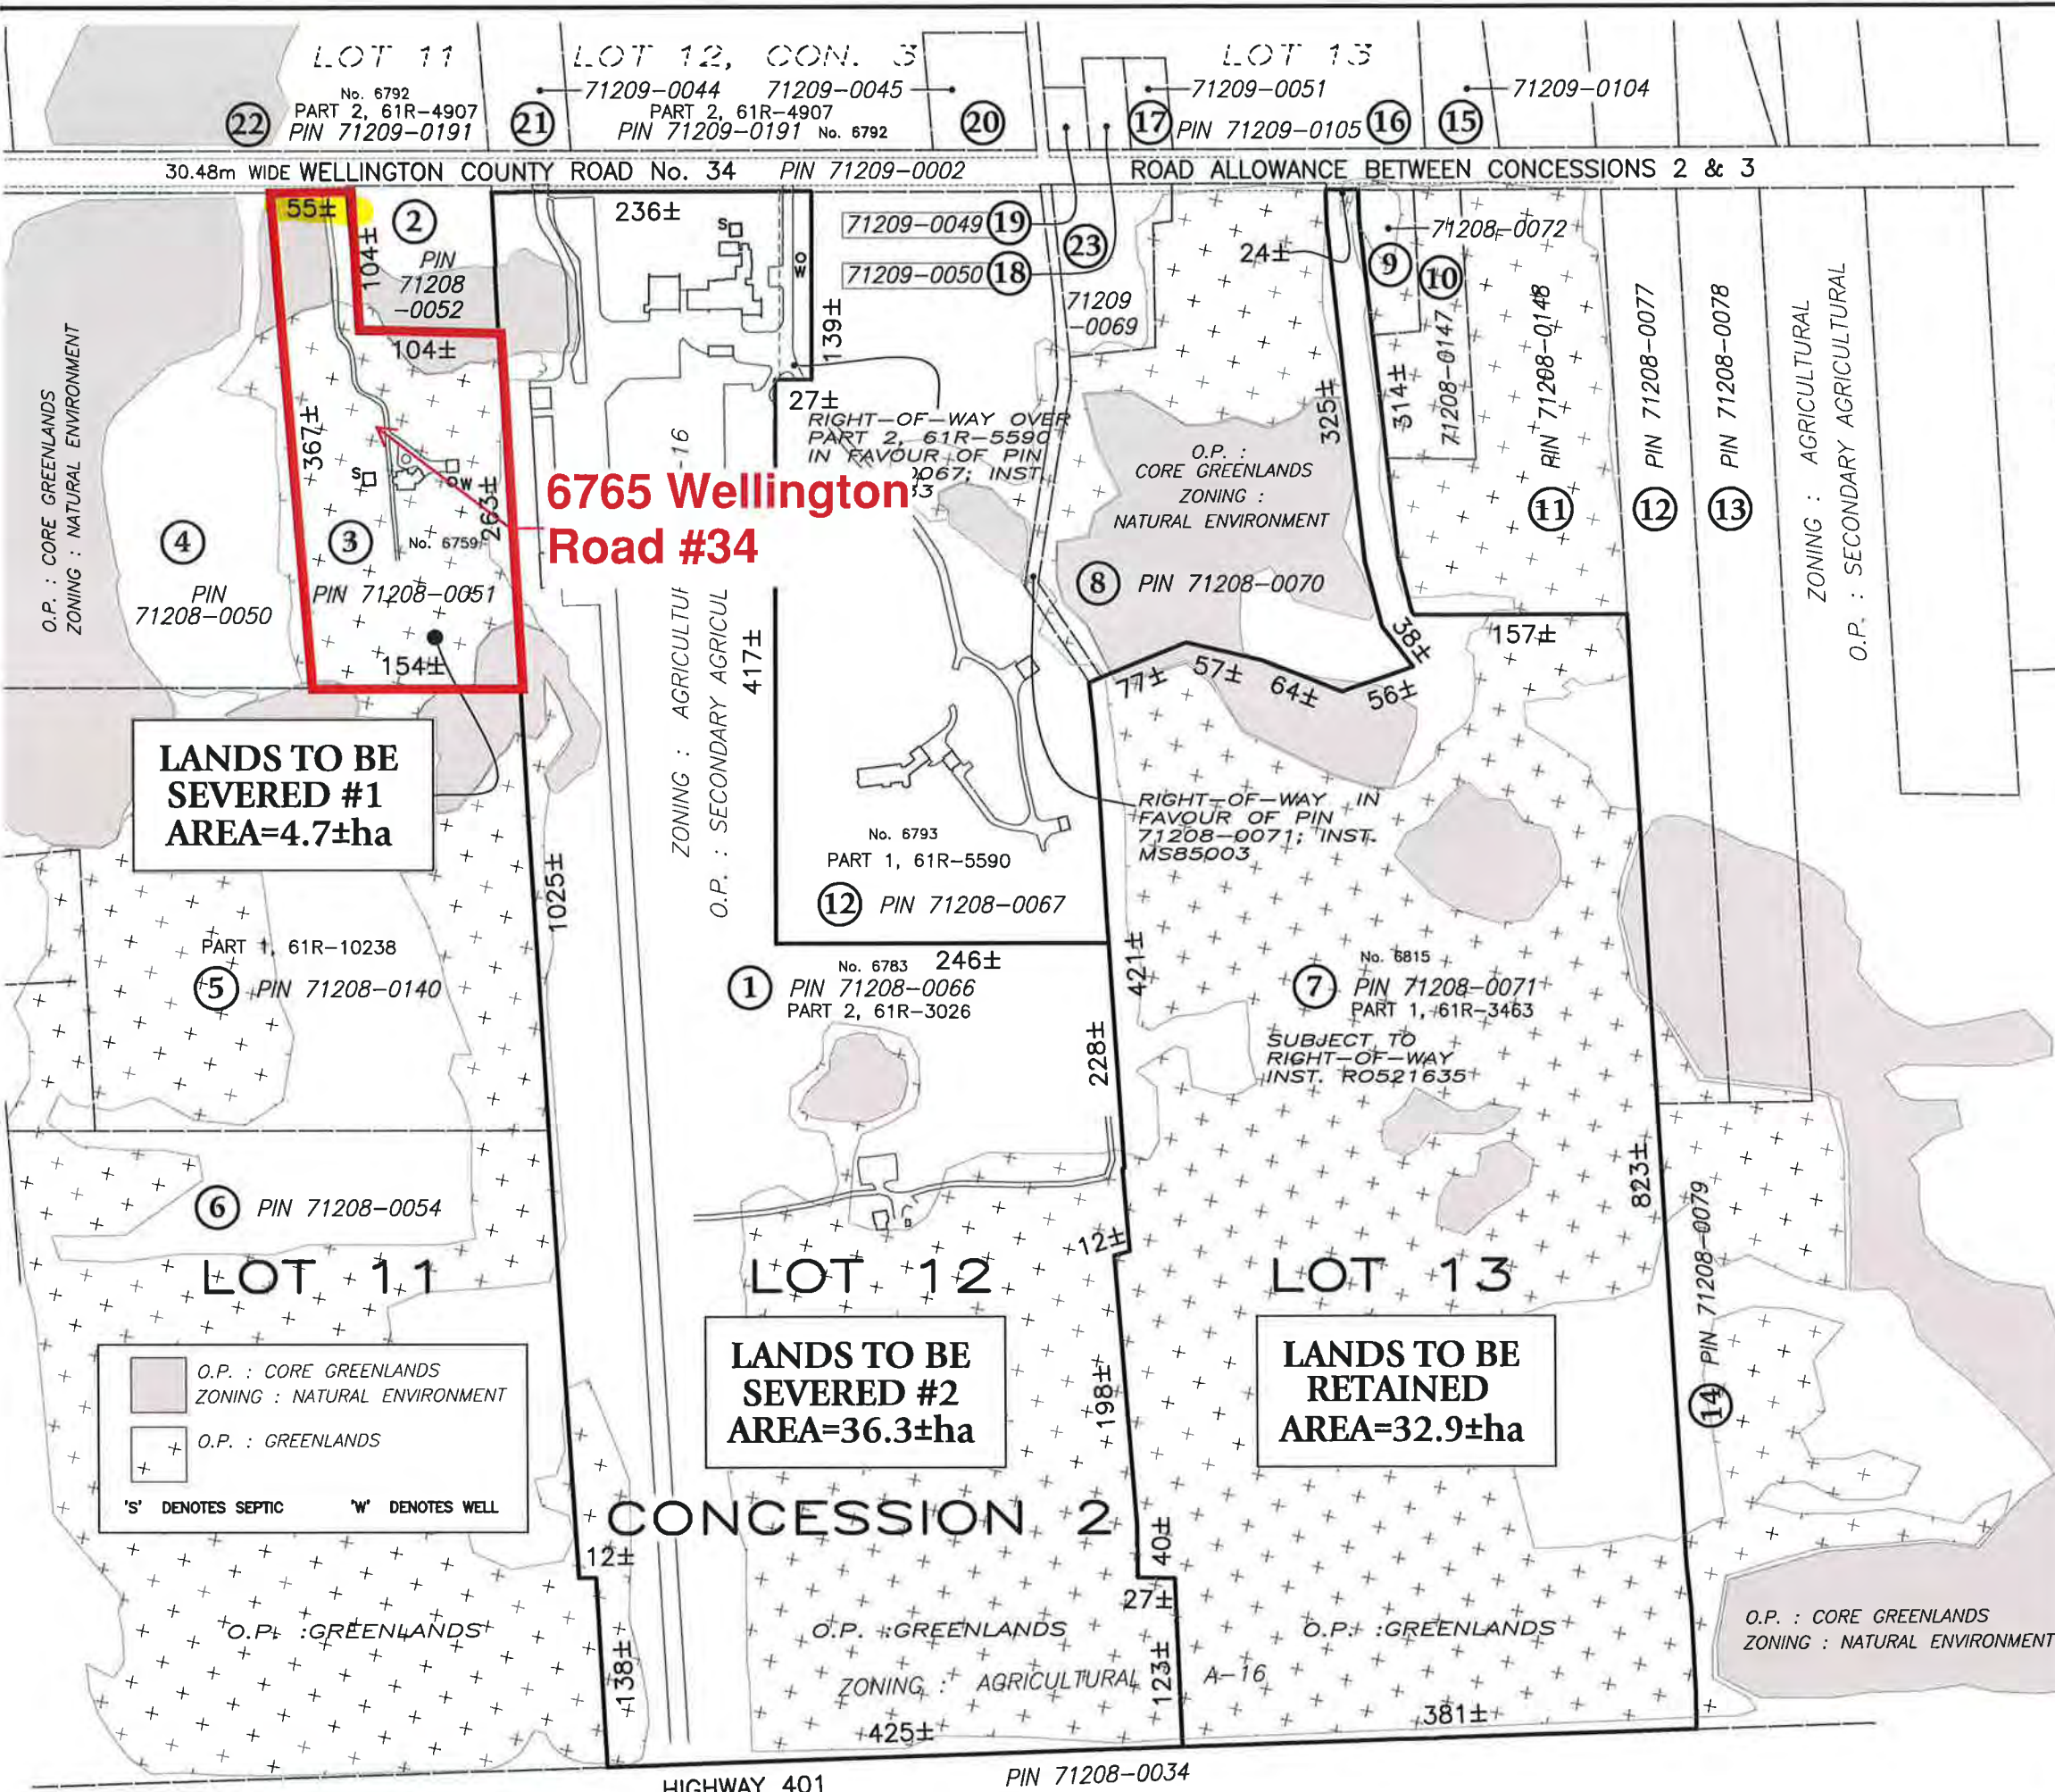 LOT 11
No. 6792
PART 2, 61R-4907
22 PIN 71209-0191
21
LOT 12, CON. 3
71209-0044 71209-0045
PART 2, 61R-4907
PIN 71209-0191 No. 6792
20
LOT 13
71209-0051
17 PIN 71209-0105 16
15
71209-0104
30.48m WIDE WELLINGTON COUNTY ROAD No. 34 PIN 71209-0002
ROAD ALLOWANCE BETWEEN CONCESSIONS 2 & 3
55±
104±
2
PIN
71208
-0052
104±
367±
263±
S
OW
3
No. 6759
PIN 71208-0051
154±
4
PIN
71208-0050
O.P. : CORE GREENLANDS
ZONING : NATURAL ENVIRONMENT
6765 Wellington
Road #34
236±
S
OW
139±
27±
71209-0049 19
71209-0050 18
23
71209
-0069
RIGHT-OF-WAY OVER
PART 2, 61R-5590
IN FAVOUR OF PIN
0067; INST.
-16
24±
9
71208-0072
10
71208-0147
325±
314±
11 PIN 71208-0148
12 PIN 71208-0077
13 PIN 71208-0078
ZONING : AGRICULTURAL
O.P. : SECONDARY AGRICULTURAL
O.P. :
CORE GREENLANDS
ZONING :
NATURAL ENVIRONMENT
8 PIN 71208-0070
38±
157±
77±
57±
64±
56±
ZONING : AGRICULTU
O.P. : SECONDARY AGRICUL
417±
LANDS TO BE
SEVERED #1
AREA=4.7±ha
1025±
RIGHT-OF-WAY IN
FAVOUR OF PIN
71208-0071; INST.
MS85003
No. 6793
PART 1, 61R-5590
12 PIN 71208-0067
246±
PART 1, 61R-10238
5 PIN 71208-0140
1
No. 6783
PIN 71208-0066
PART 2, 61R-3026
421±
228±
7
No. 6815
PIN 71208-0071
PART 1, 61R-3463
SUBJECT TO
RIGHT-OF-WAY
INST. RO521635
823±
6 PIN 71208-0054
12±
LOT 11
LOT 12
LOT 13
14 PIN 71208-0079
O.P. : CORE GREENLANDS
ZONING : NATURAL ENVIRONMENT
O.P. : GREENLANDS
'S' DENOTES SEPTIC 'W' DENOTES WELL
LANDS TO BE
SEVERED #2
AREA=36.3±ha
198±
LANDS TO BE
RETAINED
AREA=32.9±ha
CONCESSION 2
12±
40±
27±
138±
123±
O.P. : GREENLANDS
O.P. : GREENLANDS
O.P. : GREENLANDS
ZONING : AGRICULTURAL A-16
425±
381±
O.P. : CORE GREENLANDS
ZONING : NATURAL ENVIRONMENT
HIGHWAY 401
PIN 71208-0034